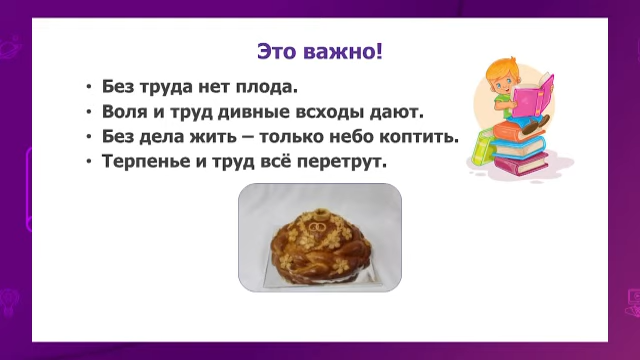 Это важно!
• Без труда нет плода.
• Воля и труд дивные всходы дают.
• Без дела жить – только небо коптить.
• Терпенье и труд всё перетрут.